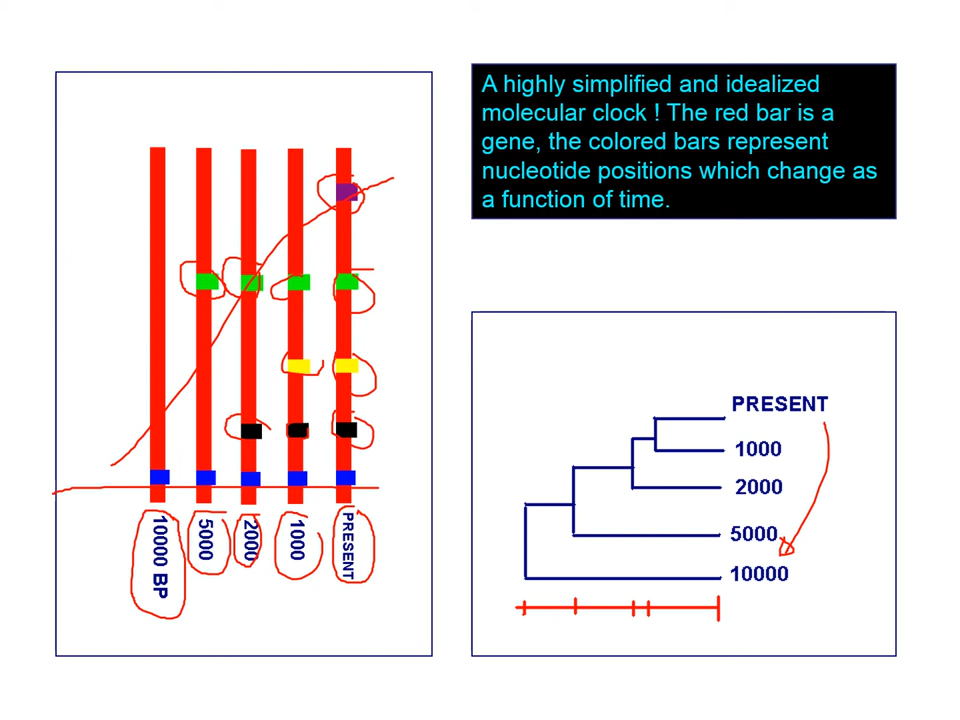 A highly simplified and idealized
molecular clock ! The red bar is a
gene, the colored bars represent
nucleotide positions which change as
a function of time.
10000 BP
5000
2000
1000
PRESENT
PRESENT
1000
2000
5000
10000